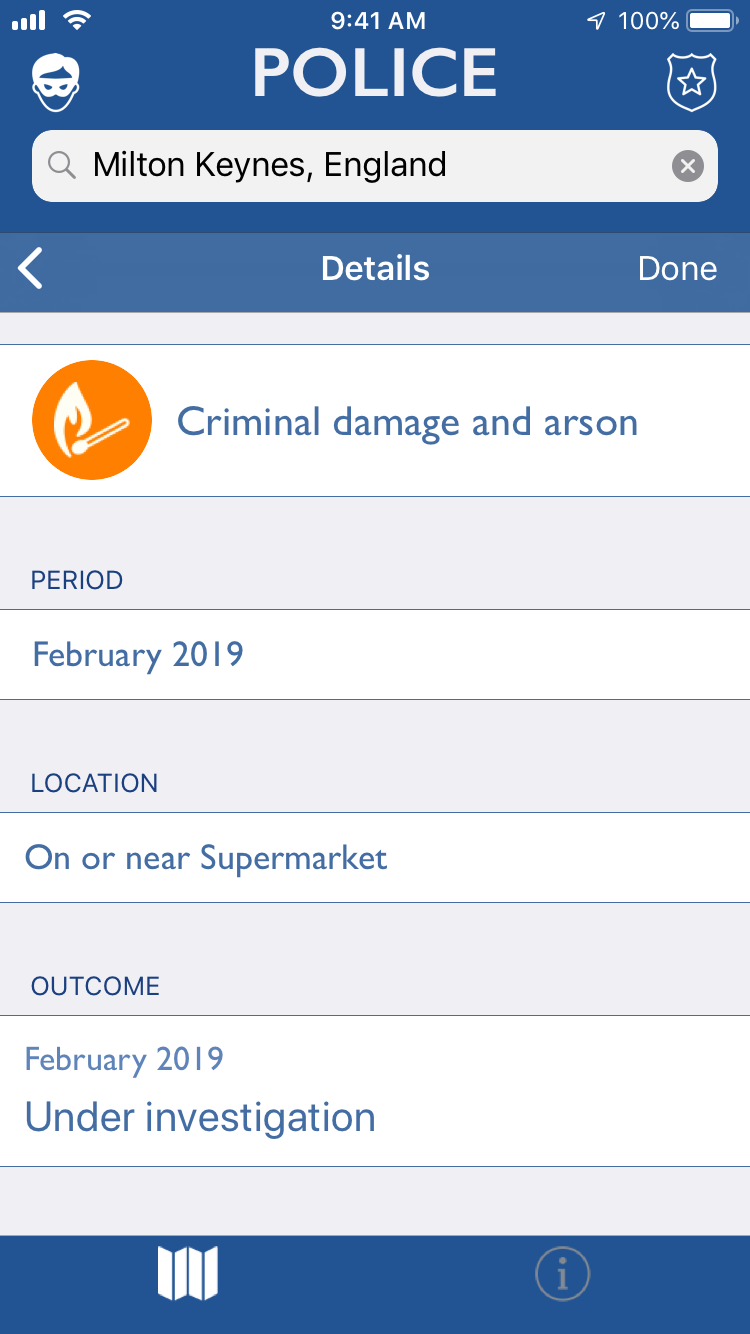 9:41 AM
100%
POLICE
Milton Keynes, England
Details
Done
Criminal damage and arson
PERIOD
February 2019
LOCATION
On or near Supermarket
OUTCOME
February 2019
Under investigation
i